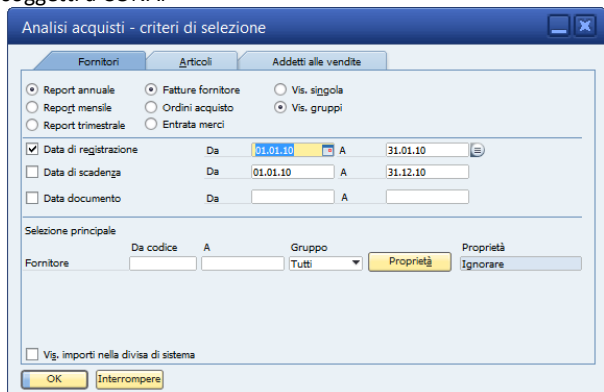 Analisi acquisti - criteri di selezione
Fornitori Articoli Addetti alle vendite
Report annuale Fatture fornitore Vis. singola
Report mensile Ordini acquisto Vis. gruppi
Report trimestrale Entrata merci
Data di registrazione Da 01.01.10 A 31.01.10
Data di scadenza Da 01.01.10 A 31.12.10
Data documento Da A
Selezione principale
Da codice A Gruppo Proprietà
Fornitore Tutti Proprietà Ignorare
Vis. importi nella divisa di sistema
OK Interrompere